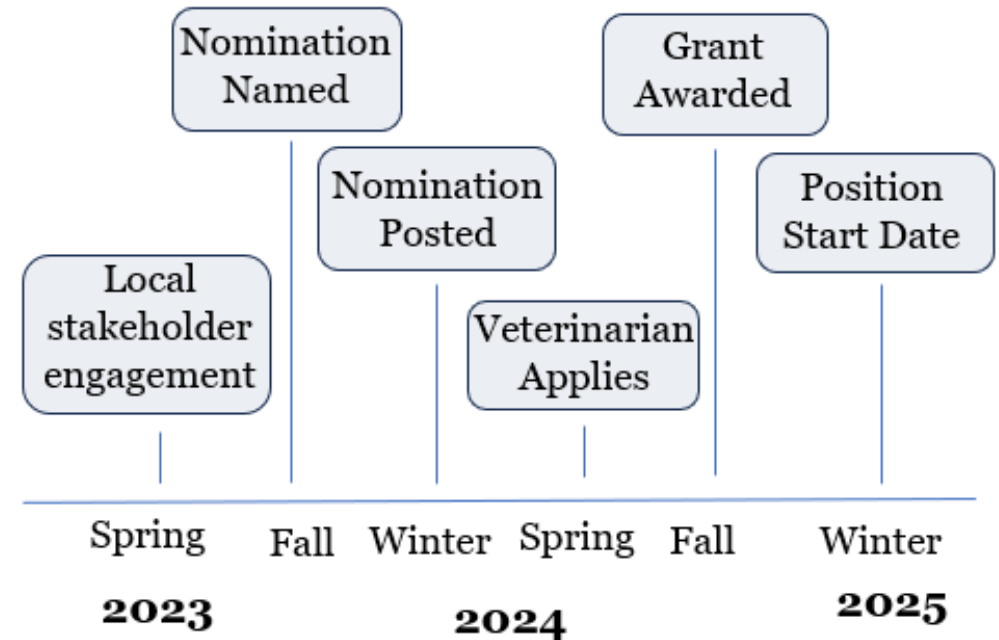 Nomination
Named
Grant
Awarded
Nomination
Posted
Position
Start Date
Local
stakeholder
engagement
Veterinarian
Applies
Spring Fall Winter Spring Fall Winter
2023 2024 2025